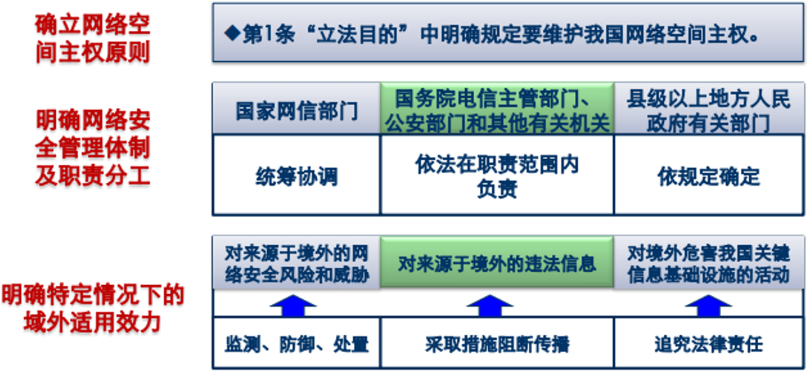 确立网络空
间主权原则
◆第1条“立法目的”中明确规定要维护我国网络空间主权。
明确网络安
全管理体制
及职责分工
国家网信部门
国务院电信主管部门、
公安部门和其他有关机关
县级以上地方人民
政府有关部门
统筹协调
依法在职责范围内
负责
依规定确定
明确特定情况下的
域外适用效力
对来源于境外的网
络安全风险和威胁
对来源于境外的违法信息
对境外危害我国关键
信息基础设施的活动
监测、防御、处置
采取措施阻断传播
追究法律责任